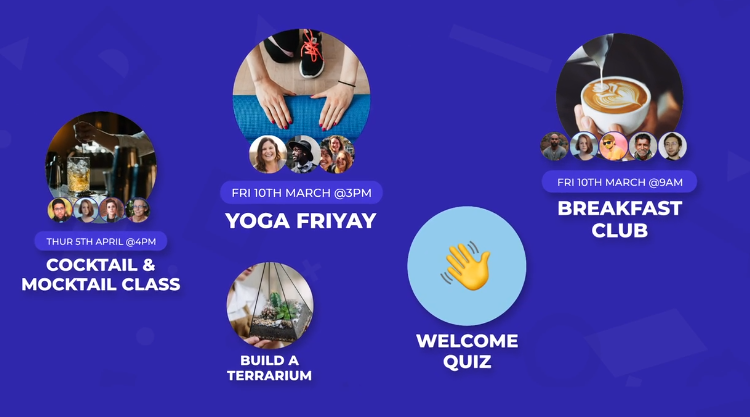 THUR 5TH APRIL @4PM
COCKTAIL &
MOCKTAIL CLASS
FRI 10TH MARCH @3PM
YOGA FRIYAY
BUILD A
TERRARIUM
WELCOME
QUIZ
FRI 10TH MARCH @9AM
BREAKFAST
CLUB